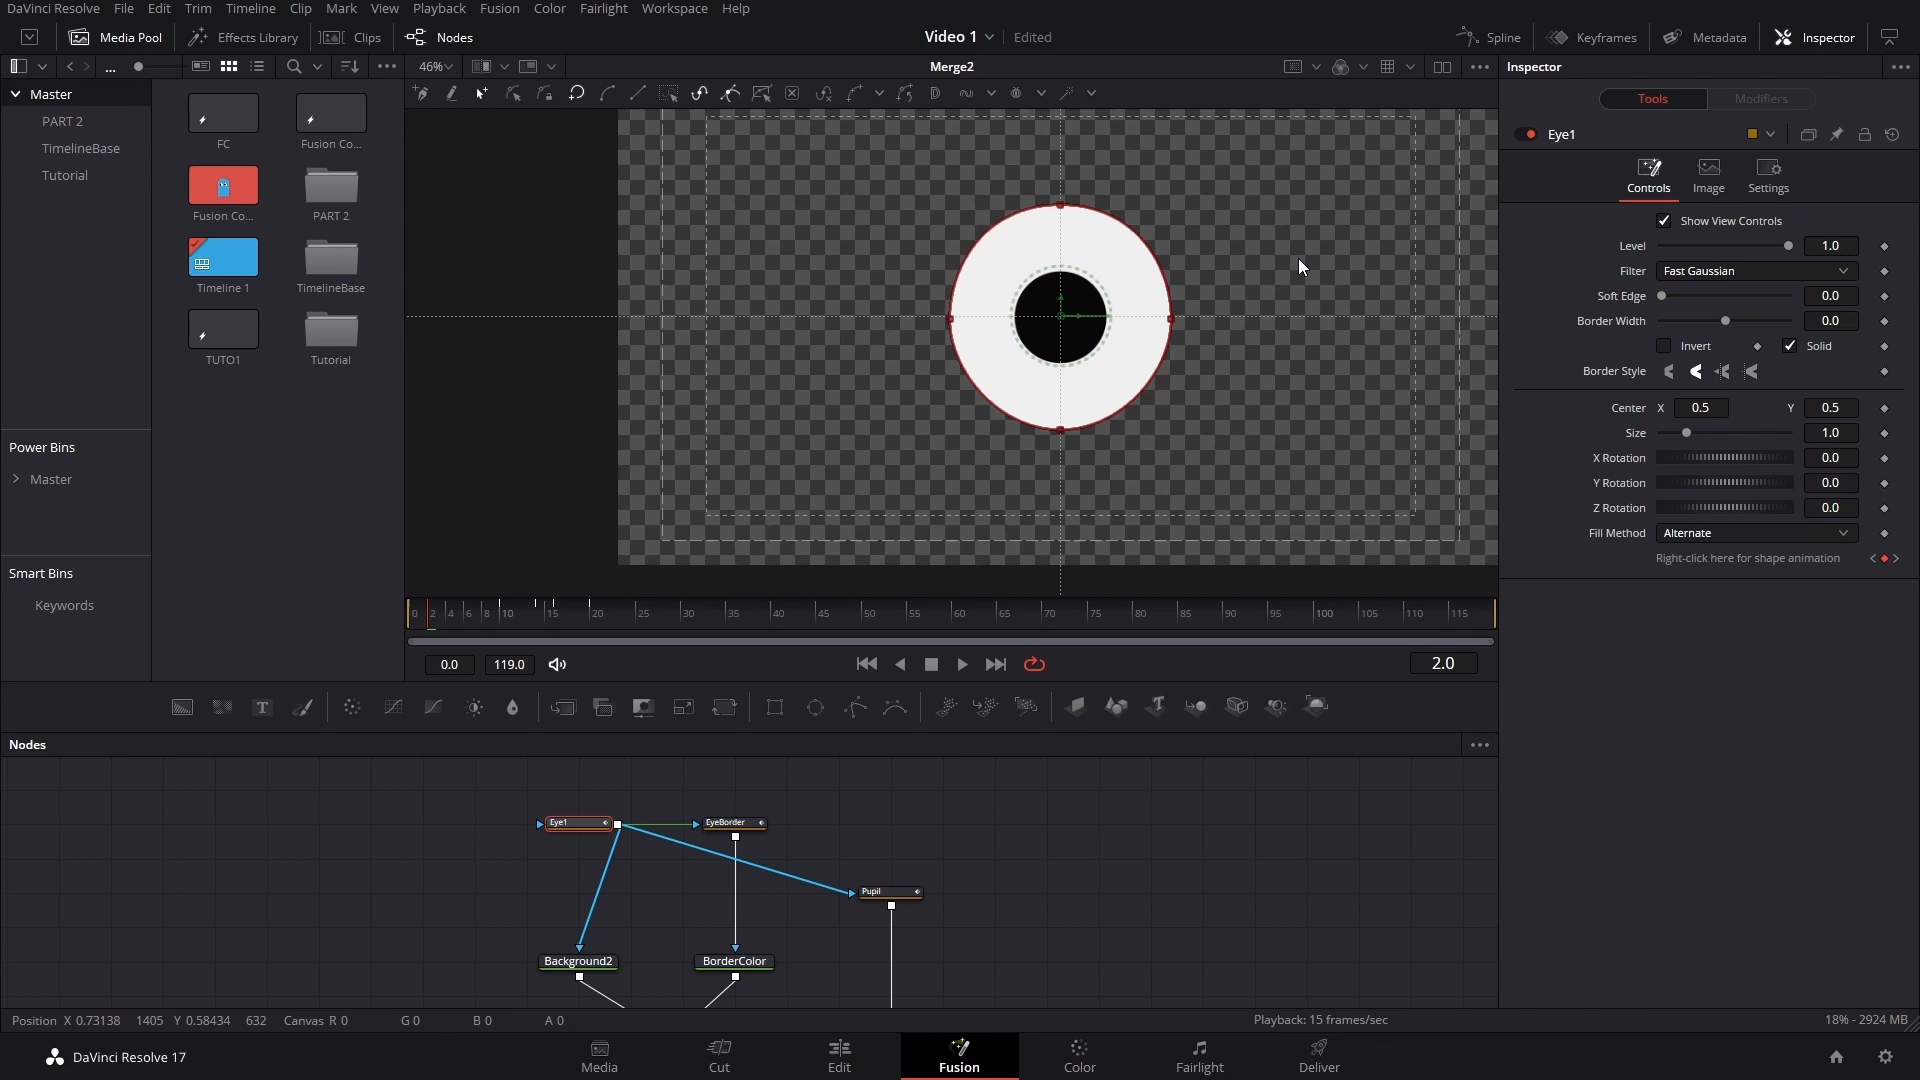 DaVinci Resolve File Edit Trim Timeline Clip Mark View Playback Fusion Color Fairlight Workspace Help
Media Pool Effects Library Clips Nodes Video 1 Edited Spline Keyframes Metadata Inspector
... 46% Merge2 Inspector
Master
PART 2
TimelineBase
Tutorial
Power Bins
Master
Smart Bins
Keywords
FC Fusion Co...
Fusion Co... PART 2
Timeline 1 TimelineBase
TUTO1 Tutorial
Tools Modifiers
Eye1
Controls Image Settings
Show View Controls
Level 1.0
Filter Fast Gaussian
Soft Edge 0.0
Border Width 0.0
Invert Solid
Border Style
Center X 0.5 Y 0.5
Size 1.0
X Rotation 0.0
Y Rotation 0.0
Z Rotation 0.0
Fill Method Alternate
Right-click here for shape animation
0 2 4 6 8 10 15 20 25 30 35 40 45 50 55 60 65 70 75 80 85 90 95 100 105 110 115
0.0 119.0 2.0
Nodes
Eye1 EyeBorder
Pupil
Background2 BorderColor
Position X 0.73138 1405 Y 0.58434 632 Canvas R 0 G 0 B 0 A 0 Playback: 15 frames/sec 18% - 2924 MB
DaVinci Resolve 17 Media Cut Edit Fusion Color Fairlight Deliver